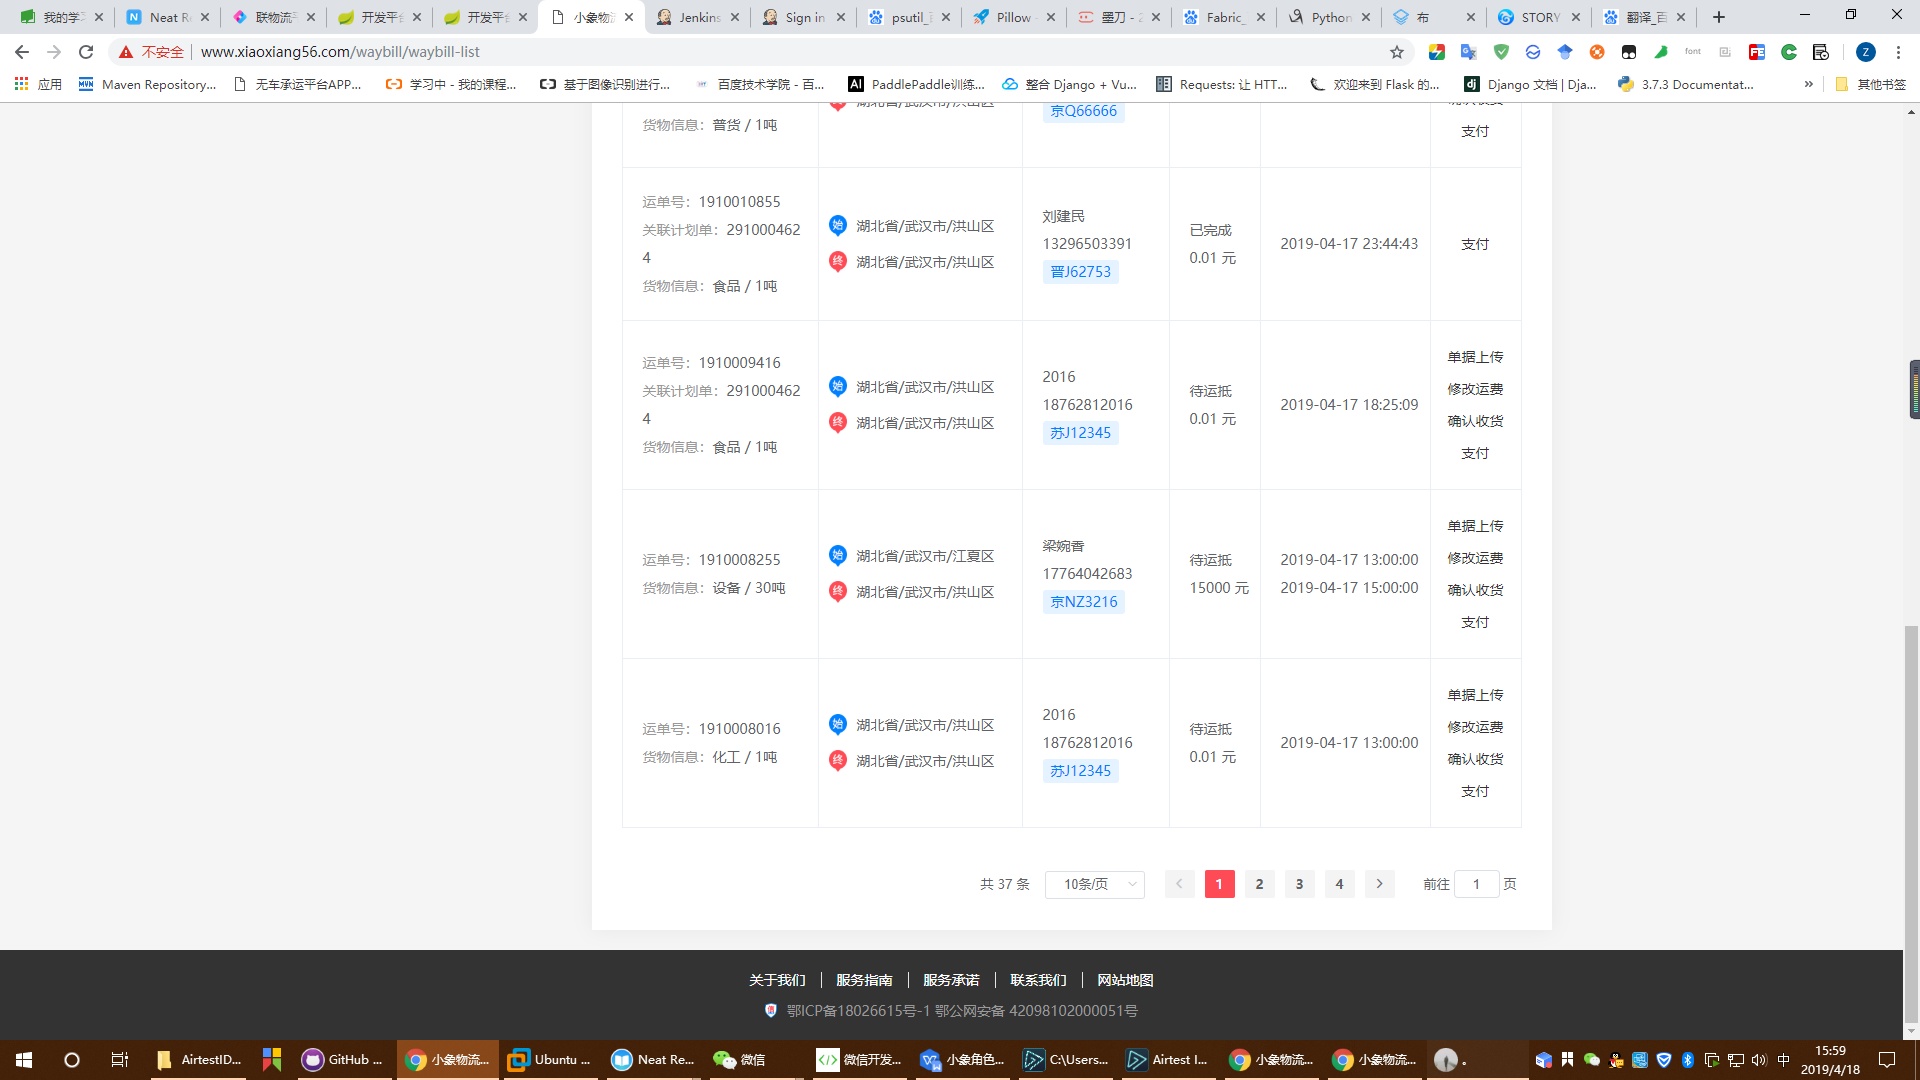 我的学
Neat Re
联物流平
开发平台
开发平台
小象物流
Jenkins
Sign in
psutil_
Pillow
墨刀 - 2
Fabric_
Python
布
STORY
翻译_百
不安全
www.xiaoxiang56.com/waybill/waybill-list
font
Z
应用
Maven Repository...
无车承运平台APP...
学习中 - 我的课程...
基于图像识别进行...
百度技术学院 - 百...
PaddlePaddle训练...
整合 Django + Vu...
Requests: 让 HTT...
欢迎来到 Flask 的...
Django 文档 | Dja...
3.7.3 Documentat...
»
其他书签
湖北省/武汉市/洪山区
确认收货
货物信息：普货 / 1吨
京Q66666
支付
运单号：1910010855
关联计划单：291000462
4
货物信息：食品 / 1吨
始 湖北省/武汉市/洪山区
终 湖北省/武汉市/洪山区
刘建民
13296503391
晋J62753
已完成
0.01 元
2019-04-17 23:44:43
支付
运单号：1910009416
关联计划单：291000462
4
货物信息：食品 / 1吨
始 湖北省/武汉市/洪山区
终 湖北省/武汉市/洪山区
2016
18762812016
苏J12345
待运抵
0.01 元
2019-04-17 18:25:09
单据上传
修改运费
确认收货
支付
运单号：1910008255
货物信息：设备 / 30吨
始 湖北省/武汉市/江夏区
终 湖北省/武汉市/洪山区
梁婉香
17764042683
京NZ3216
待运抵
15000 元
2019-04-17 13:00:00
2019-04-17 15:00:00
单据上传
修改运费
确认收货
支付
运单号：1910008016
货物信息：化工 / 1吨
始 湖北省/武汉市/洪山区
终 湖北省/武汉市/洪山区
2016
18762812016
苏J12345
待运抵
0.01 元
2019-04-17 13:00:00
单据上传
修改运费
确认收货
支付
共 37 条 10条/页 1 2 3 4 前往 1 页
关于我们 | 服务指南 | 服务承诺 | 联系我们 | 网站地图
鄂ICP备18026615号-1 鄂公网安备 42098102000051号
AirtestID...
GitHub ...
小象物流...
Ubuntu ...
Neat Re...
微信
微信开发...
小象角色...
C:\Users...
Airtest I...
小象物流...
小象物流...
中
15:59
2019/4/18